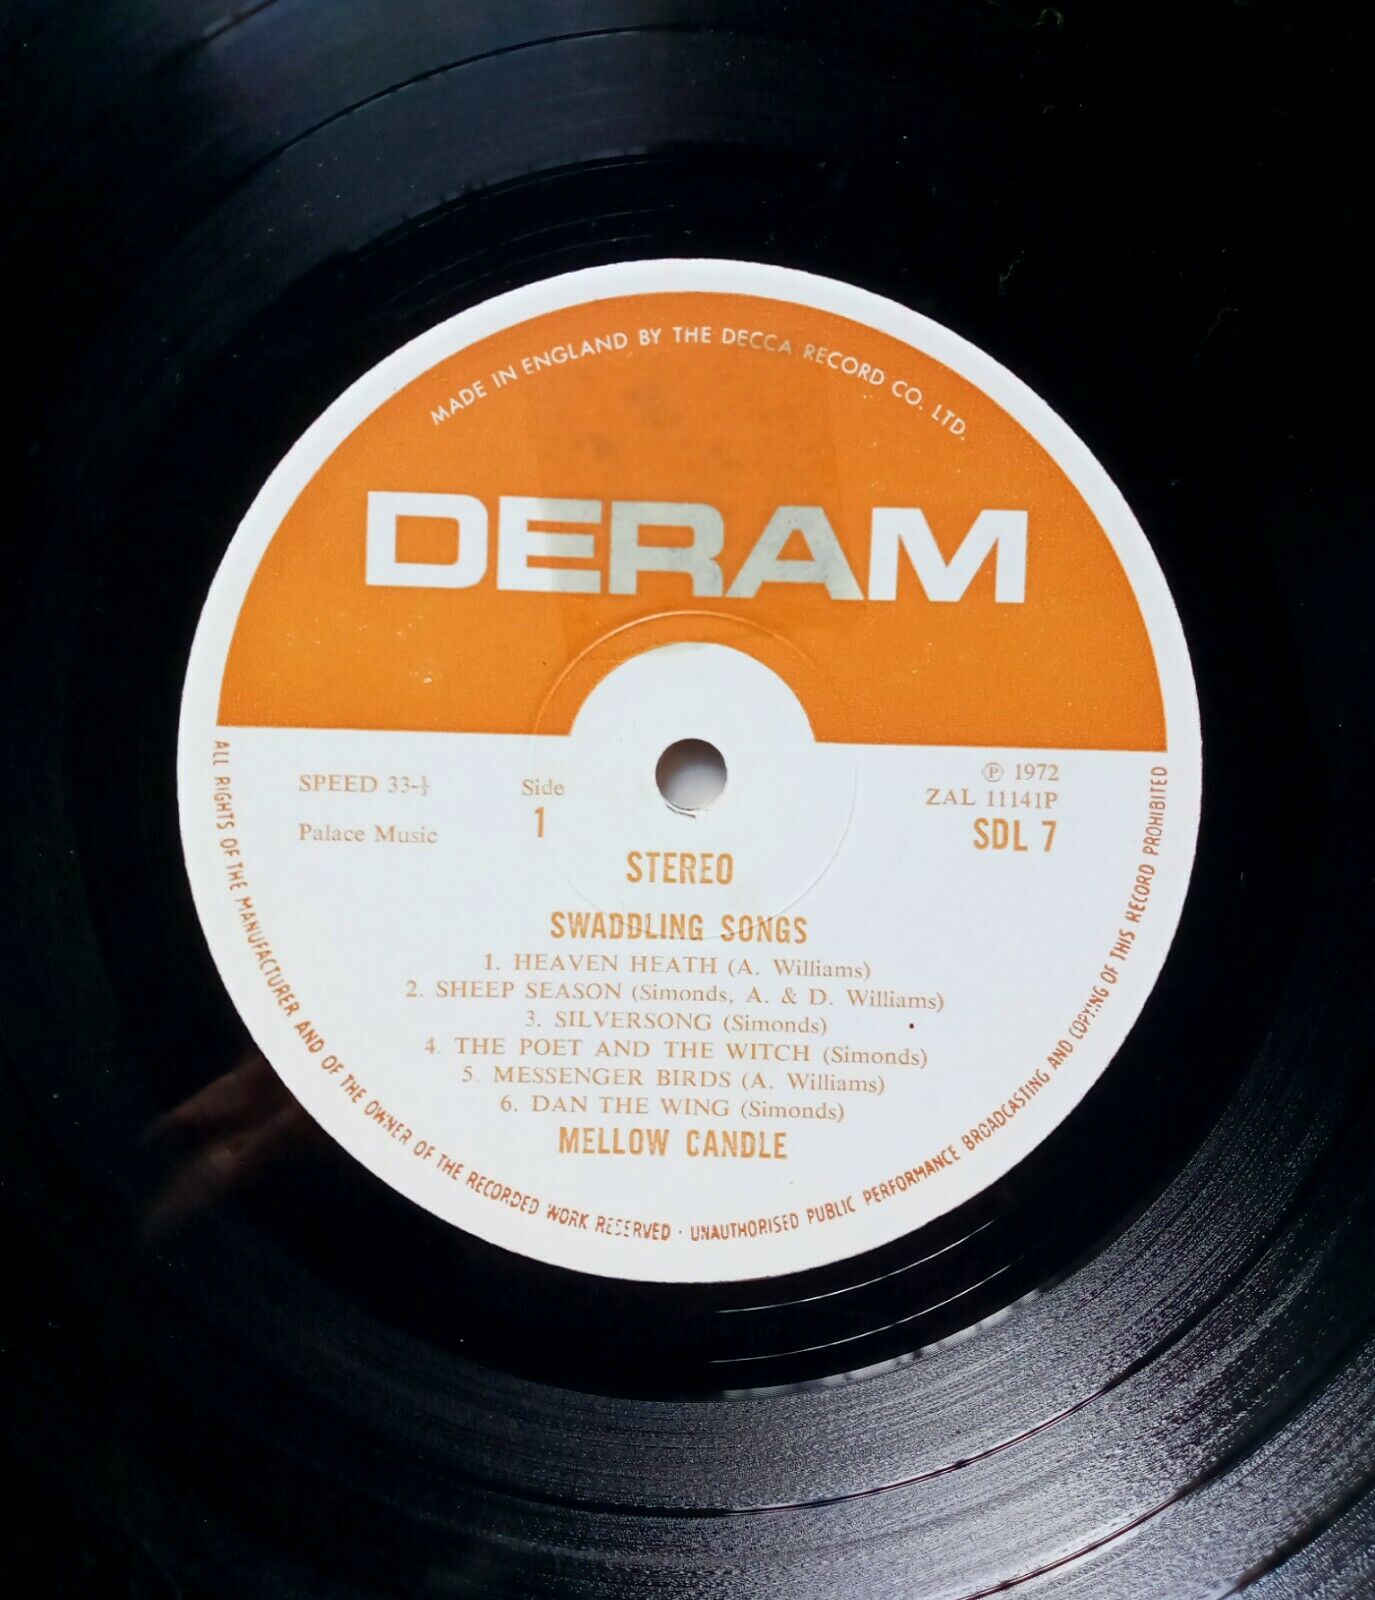 MADE IN ENGLAND BY THE DECCA RECORD CO. LTD.
DERAM
SPEED 33-⅓
Side
1
℗ 1972
ZAL 11141P
Palace Music
SDL 7
STEREO
SWADDLING SONGS
1. HEAVEN HEATH (A. Williams)
2. SHEEP SEASON (Simonds, A. & D. Williams)
3. SILVERSONG (Simonds)
4. THE POET AND THE WITCH (Simonds)
5. MESSENGER BIRDS (A. Williams)
6. DAN THE WING (Simonds)
MELLOW CANDLE
ALL RIGHTS OF THE MANUFACTURER AND OF THE OWNER OF THE RECORDED WORK RESERVED · UNAUTHORISED PUBLIC PERFORMANCE BROADCASTING AND COPYING OF THIS RECORD PROHIBITED